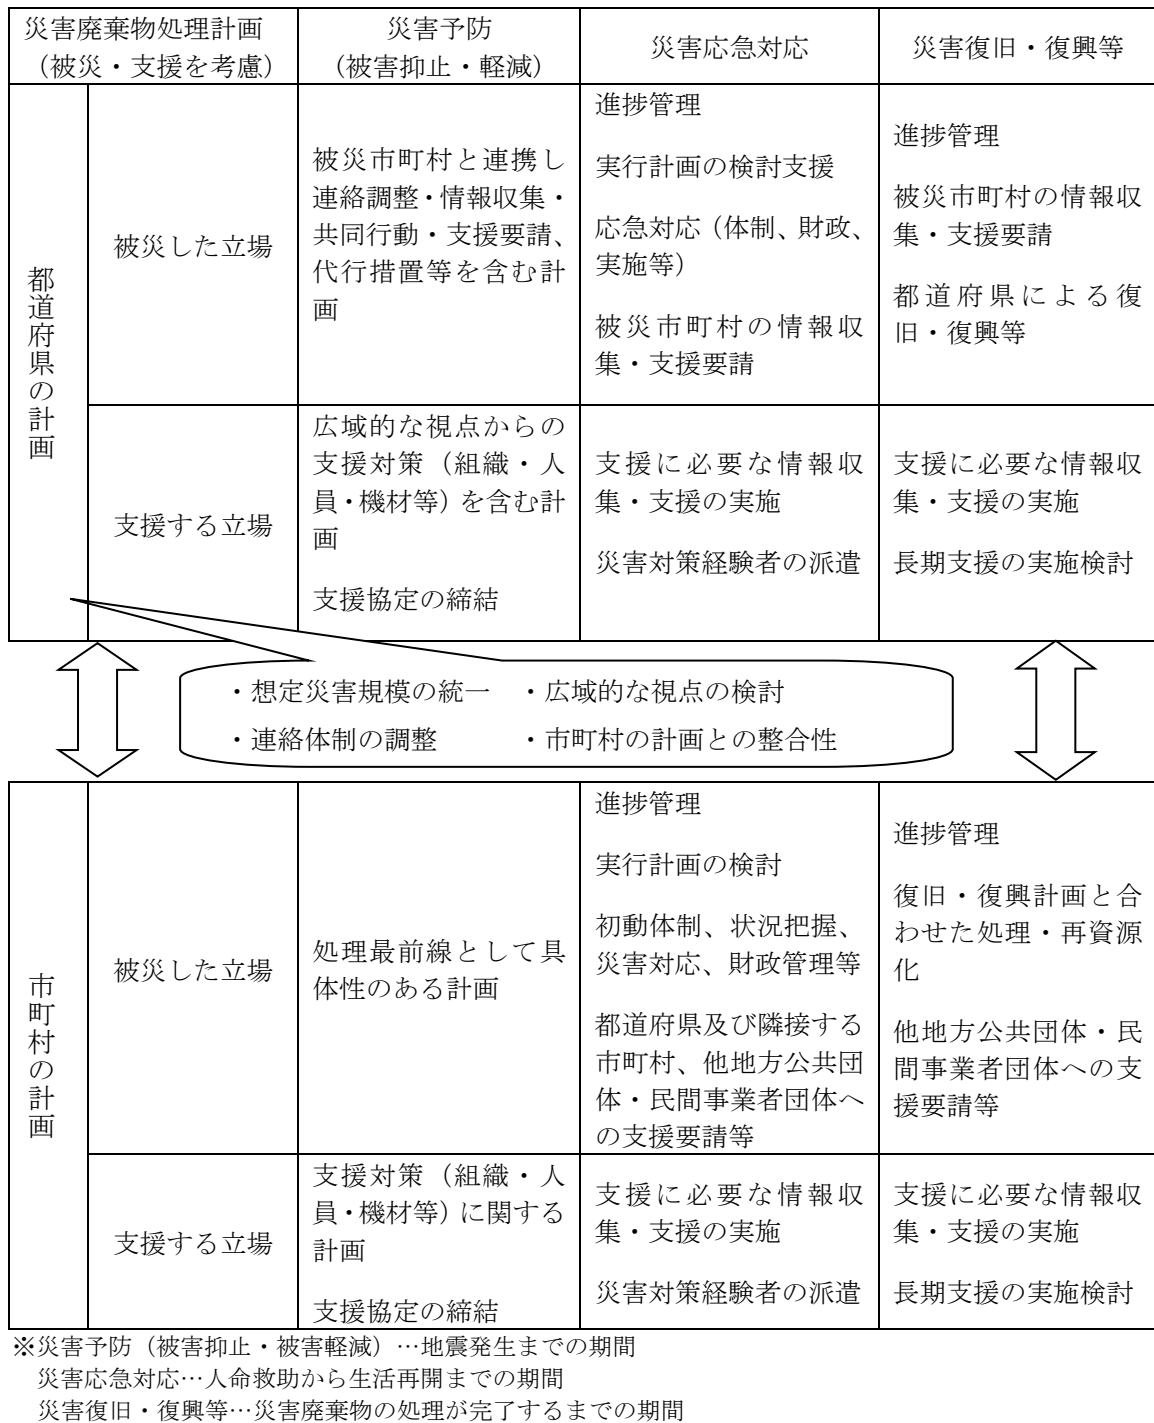 災害廃棄物処理計画
（被災・支援を考慮）
災害予防
（被害抑止・軽減）
災害応急対応
災害復旧・復興等
都道府県の計画
被災した立場
被災市町村と連携し
連絡調整・情報収集・
共同行動・支援要請、
代行措置等を含む計
画
進捗管理
実行計画の検討支援
応急対応（体制、財政、
実施等）
被災市町村の情報収
集・支援要請
進捗管理
被災市町村の情報収
集・支援要請
都道府県による復
旧・復興等
支援する立場
広域的な視点からの
支援対策（組織・人
員・機材等）を含む計
画
支援協定の締結
支援に必要な情報収
集・支援の実施
災害対策経験者の派遣
支援に必要な情報収
集・支援の実施
長期支援の実施検討
・想定災害規模の統一　・広域的な視点の検討
・連絡体制の調整　・市町村の計画との整合性
市町村の計画
被災した立場
処理最前線として具
体性のある計画
進捗管理
実行計画の検討
初動体制、状況把握、
災害対応、財政管理等
都道府県及び隣接する
市町村、他地方公共団
体・民間事業者団体へ
の支援要請等
進捗管理
復旧・復興計画と合
わせた処理・再資源
化
他地方公共団体・民
間事業者団体への支
援要請等
支援する立場
支援対策（組織・人
員・機材等）に関する
計画
支援協定の締結
支援に必要な情報収
集・支援の実施
災害対策経験者の派遣
支援に必要な情報収
集・支援の実施
長期支援の実施検討
※災害予防（被害抑止・被害軽減）…地震発生までの期間
災害応急対応…人命救助から生活再開までの期間
災害復旧・復興等…災害廃棄物の処理が完了するまでの期間